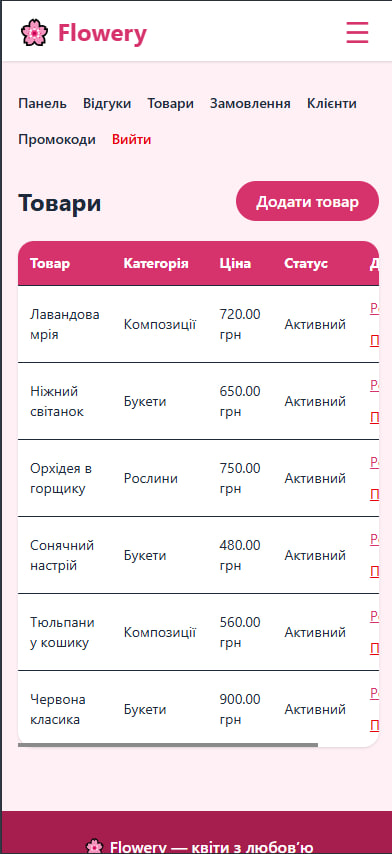 Flowery
Панель Відгуки Товари Замовлення Клієнти
Промокоди Вийти
Товари Додати товар
Товар Категорія Ціна Статус
Лавандова мрія Композиції 720.00 грн Активний
Ніжний світанок Букети 650.00 грн Активний
Орхідея в горщику Рослини 750.00 грн Активний
Сонячний настрій Букети 480.00 грн Активний
Тюльпани у кошику Композиції 560.00 грн Активний
Червона класика Букети 900.00 грн Активний
Flowery — квіти з любов'ю